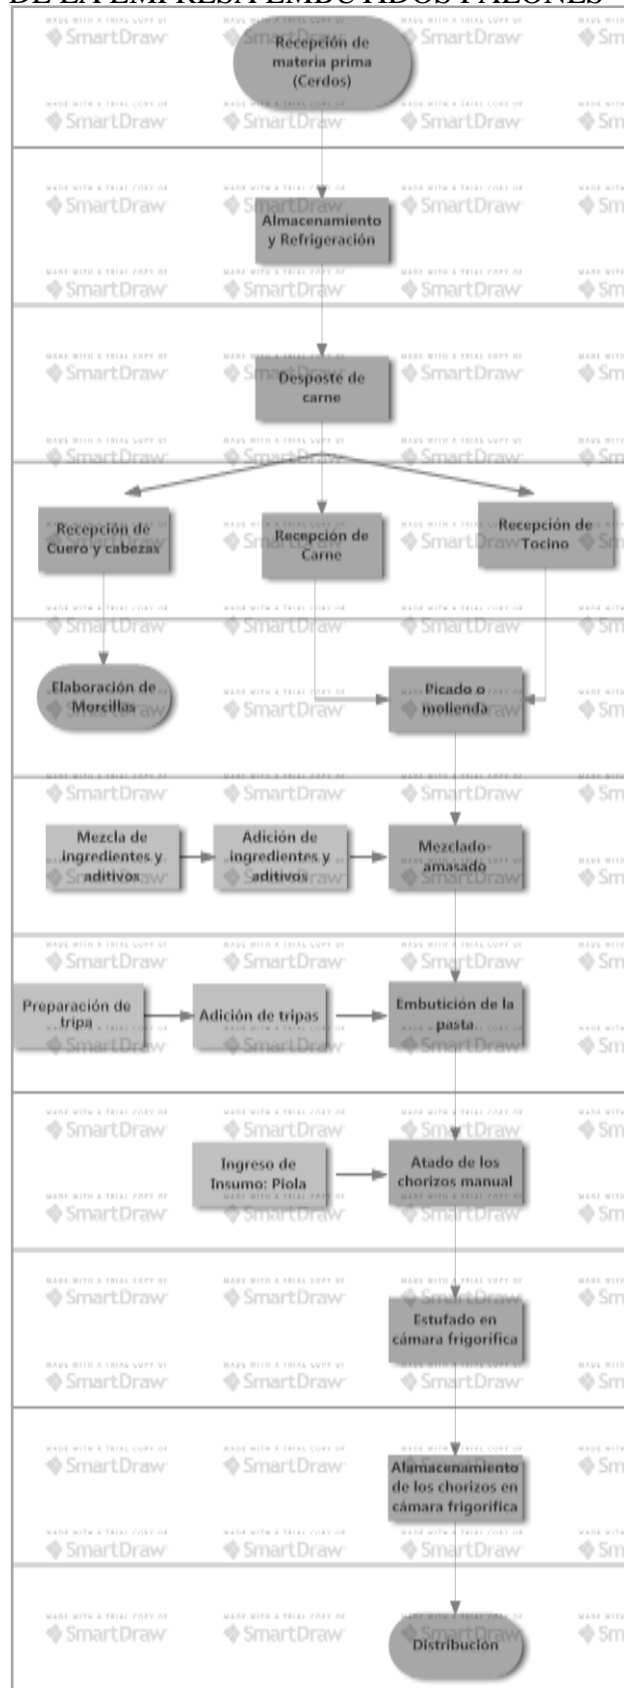 DE LA EMPRESA EMBUTIDOS PALONES
Recepción de
materia prima
(Cerdos)
Almacenamiento
y Refrigeración
Desposte de
carne
Recepción de
Cuero y cabezas
Recepción de
Carne
Recepción de
Tocino
Elaboración de
Morcillas
Picado o
molienda
Mezcla de
ingredientes y
aditivos
Adición de
ingredientes y
aditivos
Mezclado-
amasado
Preparación de
tripa
Adición de tripas
Embutición de la
pasta
Ingreso de
Insumo: Piola
Atado de los
chorizos manual
Estufado en
cámara frigorífica
Alamacenamiento
de los chorizos en
cámara frigorífica
Distribución